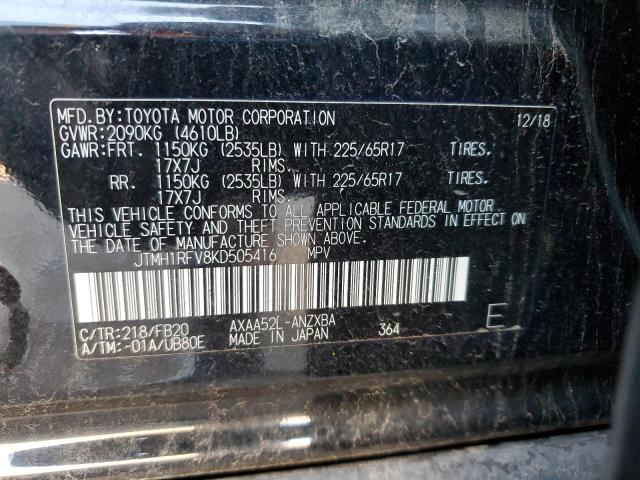 MFD.BY:TOYOTA MOTOR CORPORATION 12/18
GVWR:2090KG (4610LB)
GAWR:FRT. 1150KG (2535LB) WITH 225/65R17 TIRES.
17X7J RIMS.
RR. 1150KG (2535LB) WITH 225/65R17 TIRES.
17X7J RIMS.
THIS VEHICLE CONFORMS TO ALL APPLICABLE FEDERAL MOTOR
VEHICLE SAFETY AND THEFT PREVENTION STANDARDS IN EFFECT ON
THE DATE OF MANUFACTURE SHOWN ABOVE.
JTMH1RFV8KD505416 MPV
C/TR:218/FB20 AXAA52L-ANZXBA 364 E
A/TM:-01A/UB80E MADE IN JAPAN